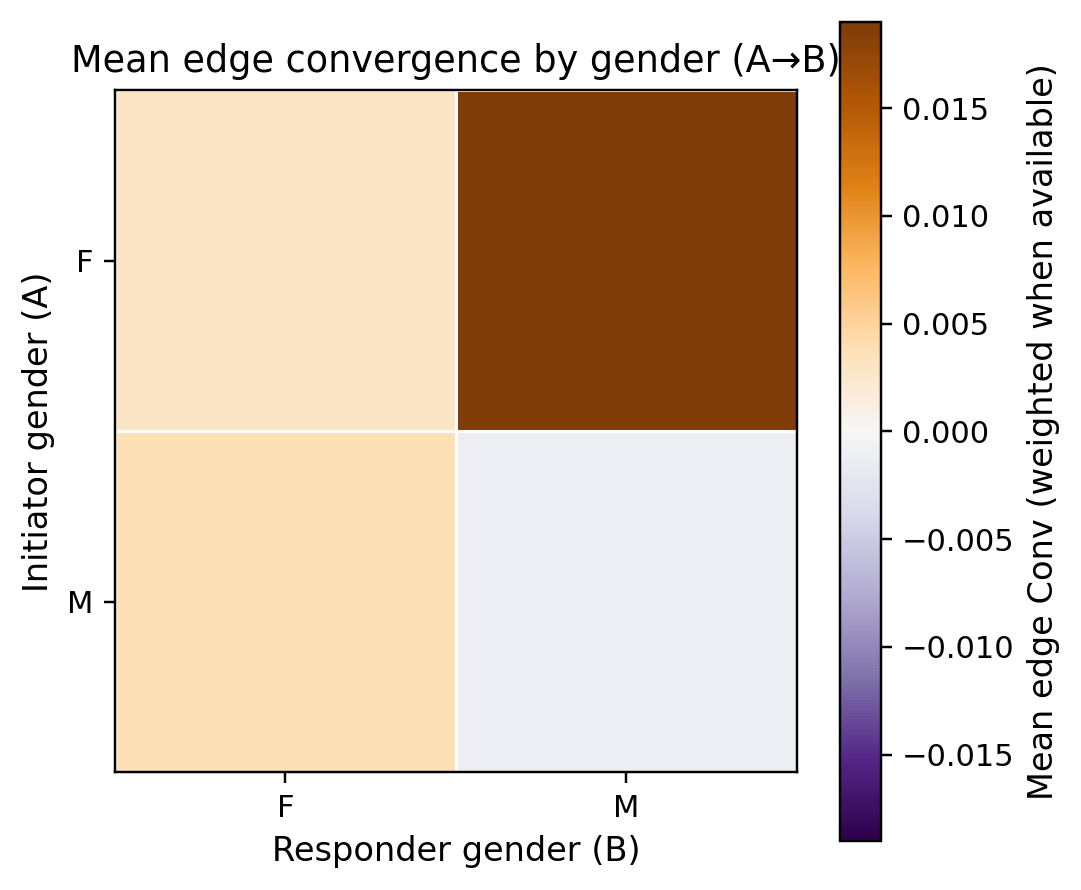 Mean edge convergence by gender (A→B)
Initiator gender (A)
F
M
F
M
Responder gender (B)
0.015
0.010
0.005
0.000
−0.005
−0.010
−0.015
Mean edge Conv (weighted when available)